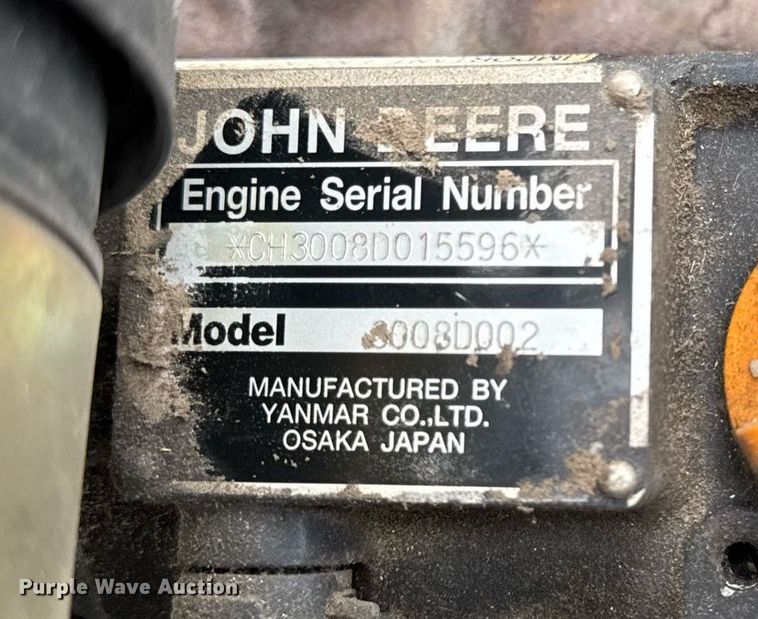 JOHN DEERE
Engine Serial Number
*CH3008D015596*
Model 3008D002
MANUFACTURED BY
YANMAR CO.,LTD.
OSAKA JAPAN
Purple Wave Auction